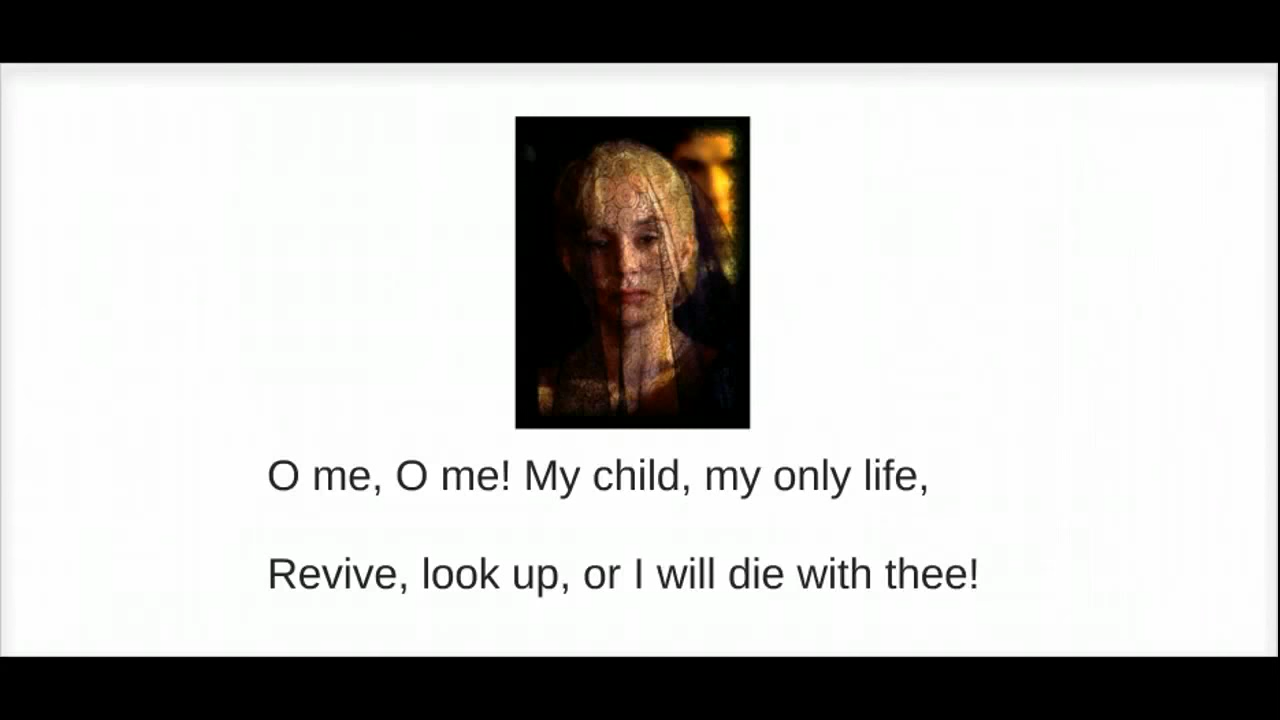 O me, O me! My child, my only life,
Revive, look up, or I will die with thee!